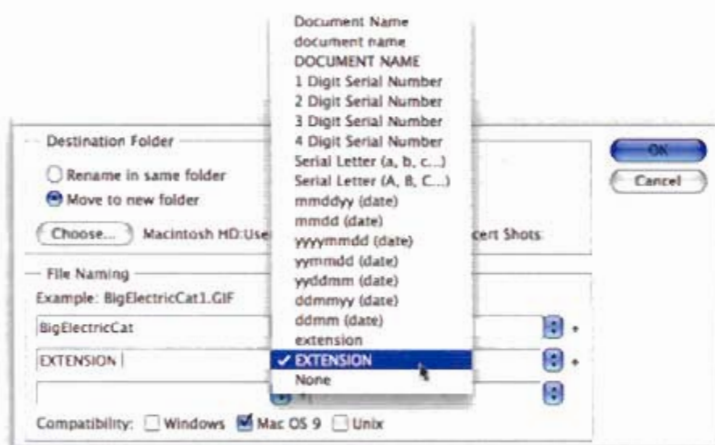 Document Name
document name
DOCUMENT NAME
1 Digit Serial Number
2 Digit Serial Number
3 Digit Serial Number
4 Digit Serial Number
Serial Letter (a, b, c...)
Serial Letter (A, B, C...)
mmddyy (date)
mmdd (date)
yyyymmdd (date)
yymmdd (date)
yyddmm (date)
ddmmyy (date)
ddmm (date)
extension
✓ EXTENSION
None
Destination Folder
Rename in same folder
Move to new folder
Choose... Macintosh HD:Use cert Shots:
File Naming
Example: BigElectricCat1.GIF
BigElectricCat +
EXTENSION +
+
Compatibility: Windows Mac OS 9 Unix
OK
Cancel